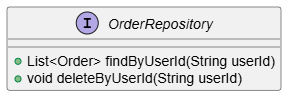 I OrderRepository
List<Order> findByUserId(String userId)
void deleteByUserId(String userId)